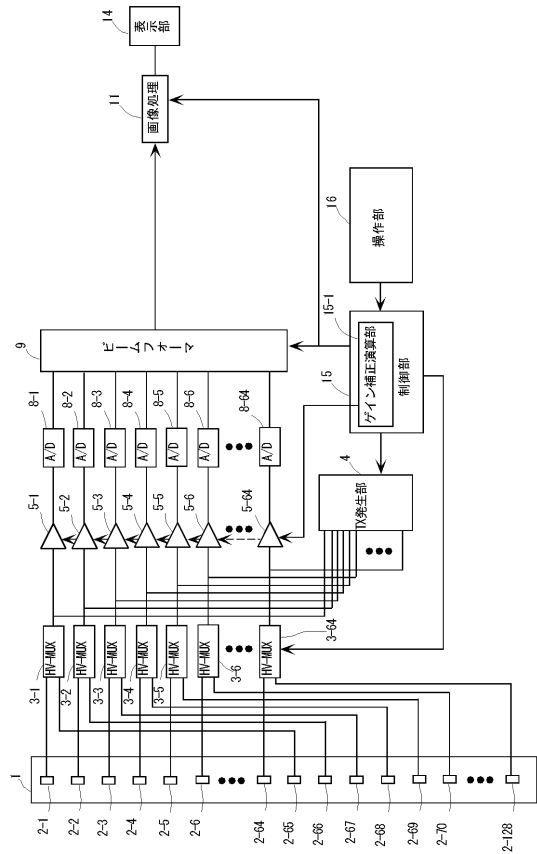 14
表示部
11
画像処理
16
操作部
9
ビームフォーマ
15-1
15
ゲイン補正演算部
制御部
8-1
8-2
8-3
8-4
8-5
8-6
8-64
A/D
A/D
A/D
A/D
A/D
A/D
A/D
4
TX発生部
5-1
5-2
5-3
5-4
5-5
5-6
5-64
HV-MUX
HV-MUX
HV-MUX
HV-MUX
HV-MUX
HV-MUX
HV-MUX
3-1
3-2
3-3
3-4
3-5
3-6
3-64
1
2-1
2-2
2-3
2-4
2-5
2-6
2-64
2-65
2-66
2-67
2-68
2-69
2-70
2-128